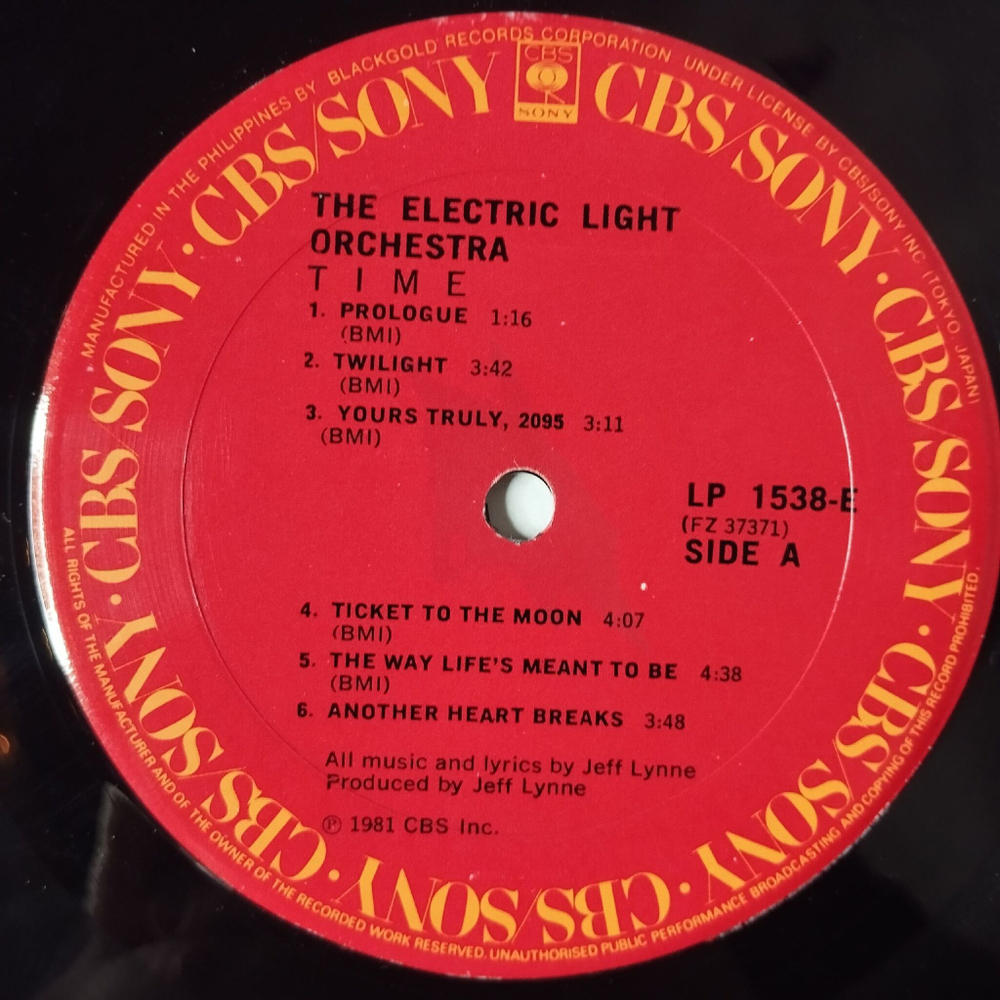 MANUFACTURED IN THE PHILIPPINES BY BLACKGOLD RECORDS CORPORATION UNDER LICENSE BY CBS/SONY INC (TOKYO, JAPAN)
CBS/SONY · CBS/SONY · CBS/SONY · CBS/SONY · CBS/SONY · CBS/SONY · CBS/SONY · CBS/SONY
CBS
SONY
THE ELECTRIC LIGHT
ORCHESTRA
TIME
1. PROLOGUE 1:16
(BMI)
2. TWILIGHT 3:42
(BMI)
3. YOURS TRULY, 2095 3:11
(BMI)
LP 1538-E
(FZ 37371)
SIDE A
4. TICKET TO THE MOON 4:07
(BMI)
5. THE WAY LIFE'S MEANT TO BE 4:38
(BMI)
6. ANOTHER HEART BREAKS 3:48
All music and lyrics by Jeff Lynne
Produced by Jeff Lynne
℗ 1981 CBS Inc.
ALL RIGHTS OF THE MANUFACTURER AND OF THE OWNER OF THE RECORDED WORK RESERVED. UNAUTHORISED PUBLIC PERFORMANCE BROADCASTING AND COPYING OF THIS RECORD PROHIBITED.